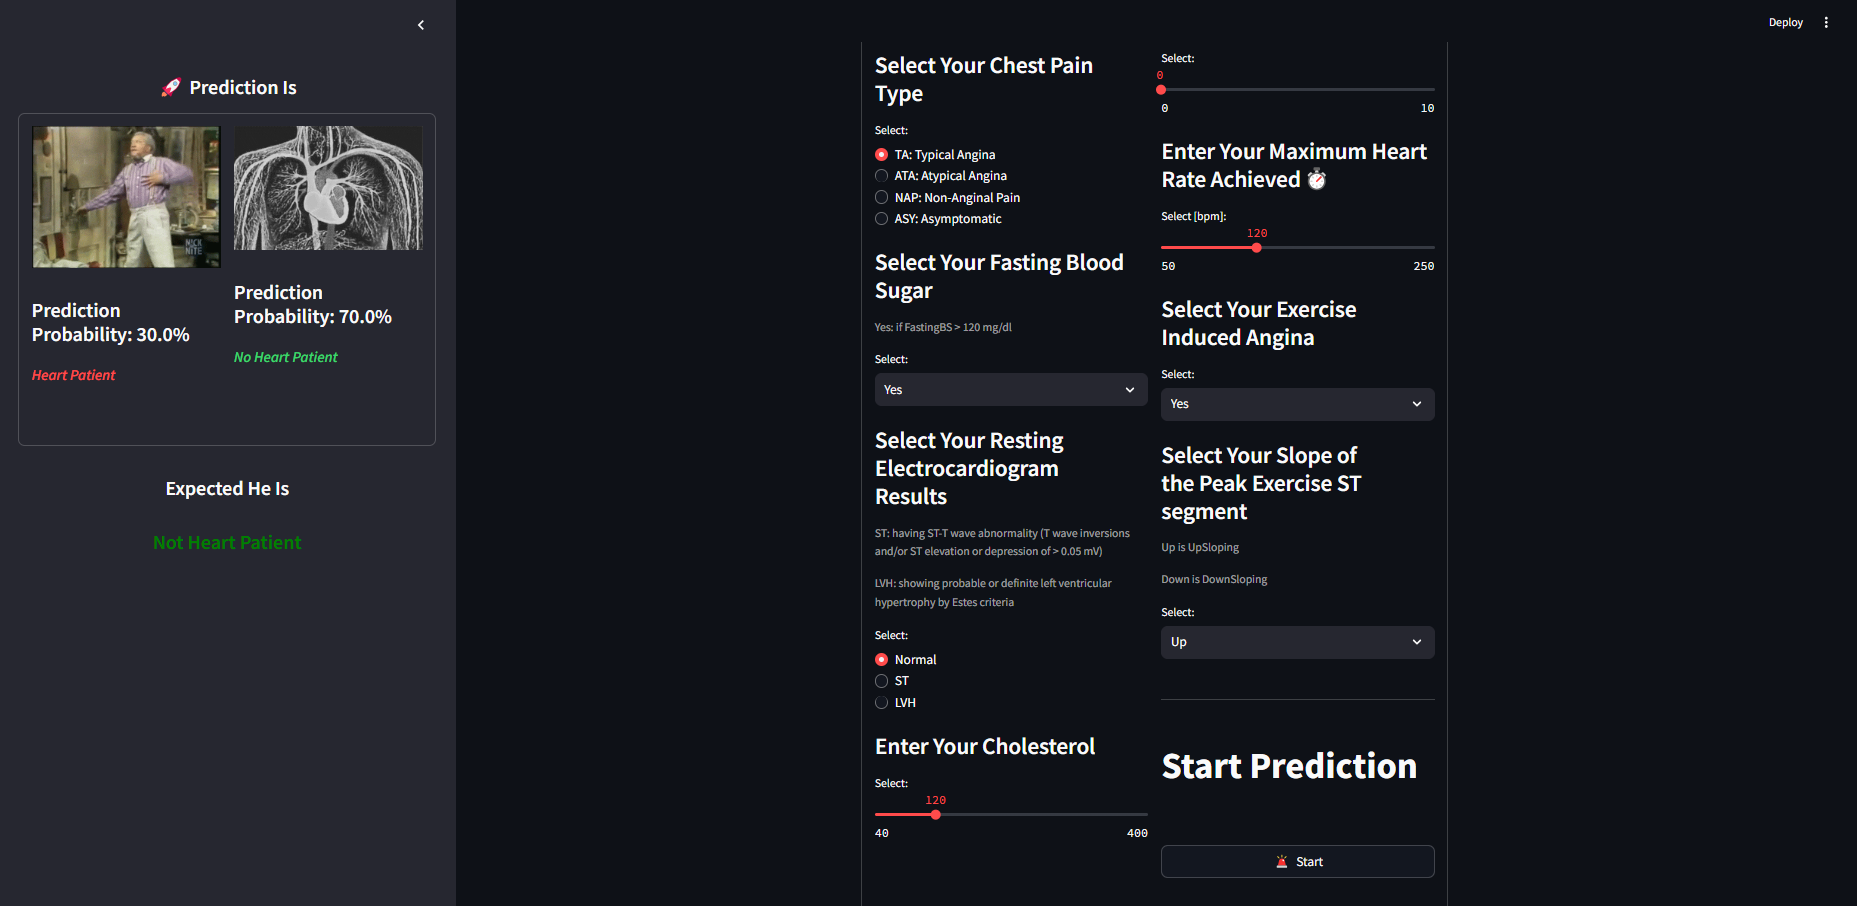 Deploy
Prediction Is
NICK
NITE
Prediction
Probability: 30.0%
Heart Patient
Prediction
Probability: 70.0%
No Heart Patient
Expected He Is
Not Heart Patient
Select Your Chest Pain
Type
Select:
TA: Typical Angina
ATA: Atypical Angina
NAP: Non-Anginal Pain
ASY: Asymptomatic
Select Your Fasting Blood
Sugar
Yes: if FastingBS > 120 mg/dl
Select:
Yes
Select Your Resting
Electrocardiogram
Results
ST: having ST-T wave abnormality (T wave inversions
and/or ST elevation or depression of > 0.05 mV)
LVH: showing probable or definite left ventricular
hypertrophy by Estes criteria
Select:
Normal
ST
LVH
Enter Your Cholesterol
Select:
120
40 400
Select:
0
0 10
Enter Your Maximum Heart
Rate Achieved
Select [bpm]:
120
50 250
Select Your Exercise
Induced Angina
Select:
Yes
Select Your Slope of
the Peak Exercise ST
segment
Up is UpSloping
Down is DownSloping
Select:
Up
Start Prediction
Start